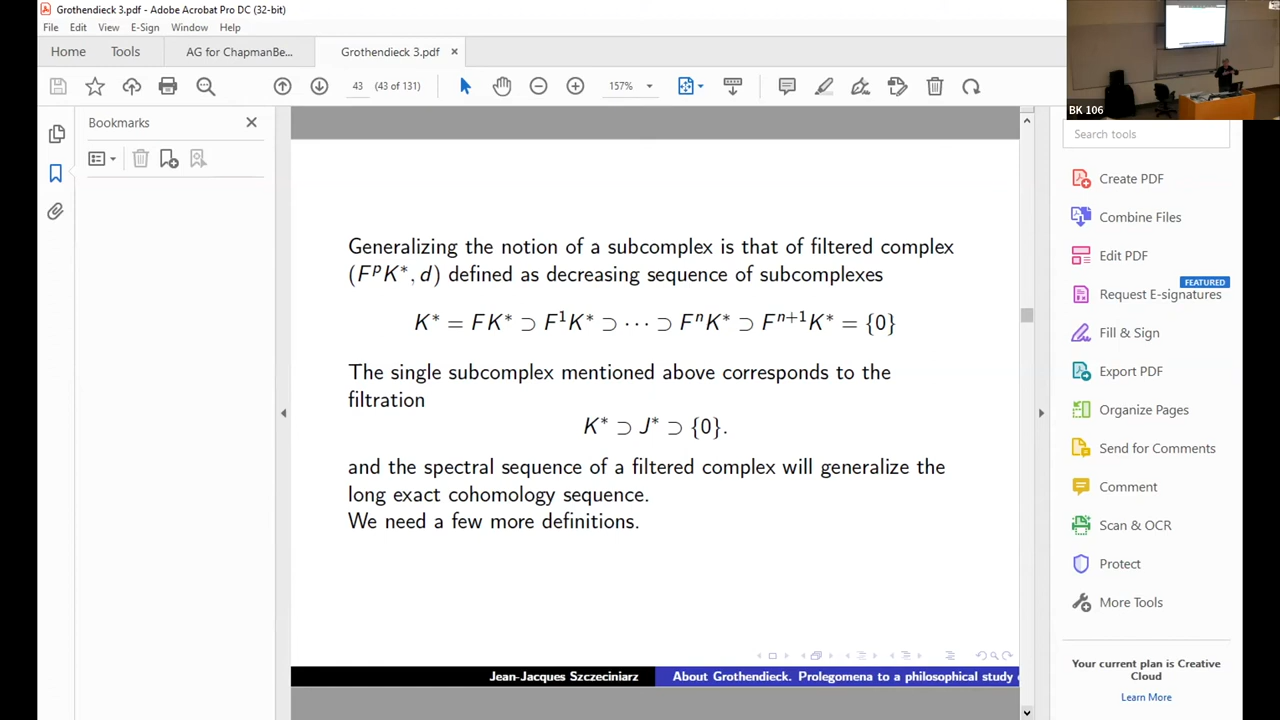 Grothendieck 3.pdf - Adobe Acrobat Pro DC (32-bit)
File Edit View E-Sign Window Help
Home Tools AG for ChapmanBe... Grothendieck 3.pdf
43 (43 of 131) 157%
BK 106
Bookmarks
Search tools
Create PDF
Combine Files
Edit PDF
FEATURED
Request E-signatures
Fill & Sign
Export PDF
Organize Pages
Send for Comments
Comment
Scan & OCR
Protect
More Tools
Your current plan is Creative
Cloud
Learn More
Generalizing the notion of a subcomplex is that of filtered complex
(FᵖK*, d) defined as decreasing sequence of subcomplexes
K* = FK* ⊃ F¹K* ⊃ ··· ⊃ FⁿK* ⊃ Fⁿ⁺¹K* = {0}
The single subcomplex mentioned above corresponds to the
filtration
K* ⊃ J* ⊃ {0}.
and the spectral sequence of a filtered complex will generalize the
long exact cohomology sequence.
We need a few more definitions.
Jean-Jacques Szczeciniarz About Grothendieck. Prolegomena to a philosophical study